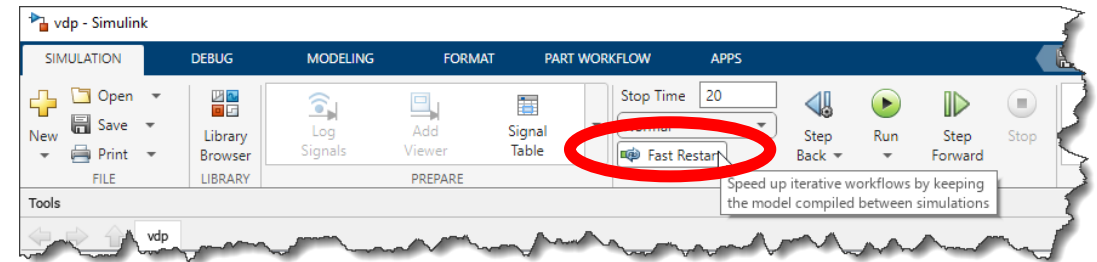 vdp - Simulink
SIMULATION DEBUG MODELING FORMAT PART WORKFLOW APPS
New
Open
Save
Print
FILE
Library
Browser
LIBRARY
Log
Signals
Add
Viewer
Signal
Table
PREPARE
Stop Time 20
Normal
Fast Restart
Step
Back
Run
Step
Forward
Stop
Speed up iterative workflows by keeping
the model compiled between simulations
Tools
vdp